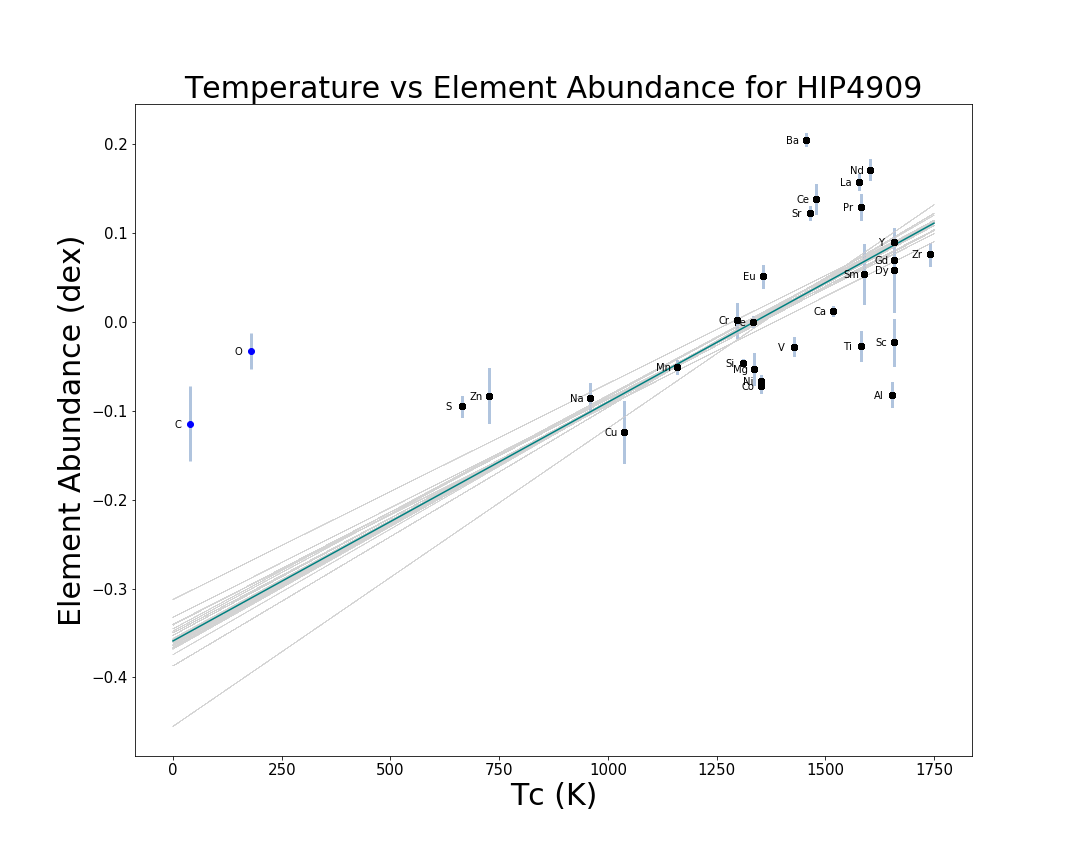 Temperature vs Element Abundance for HIP4909
Element Abundance (dex)
0.2
0.1
0.0
−0.1
−0.2
−0.3
−0.4
Ba
Nd
La
Ce
Pr
Sr
Y
Zr
Gd
Dy
Sm
Eu
Ca
Cr
Fe
V
Ti
Sc
O
Si
Mg
Mn
Ni
Co
Al
Zn
Na
S
C
Cu
0
250
500
750
1000
1250
1500
1750
Tc (K)